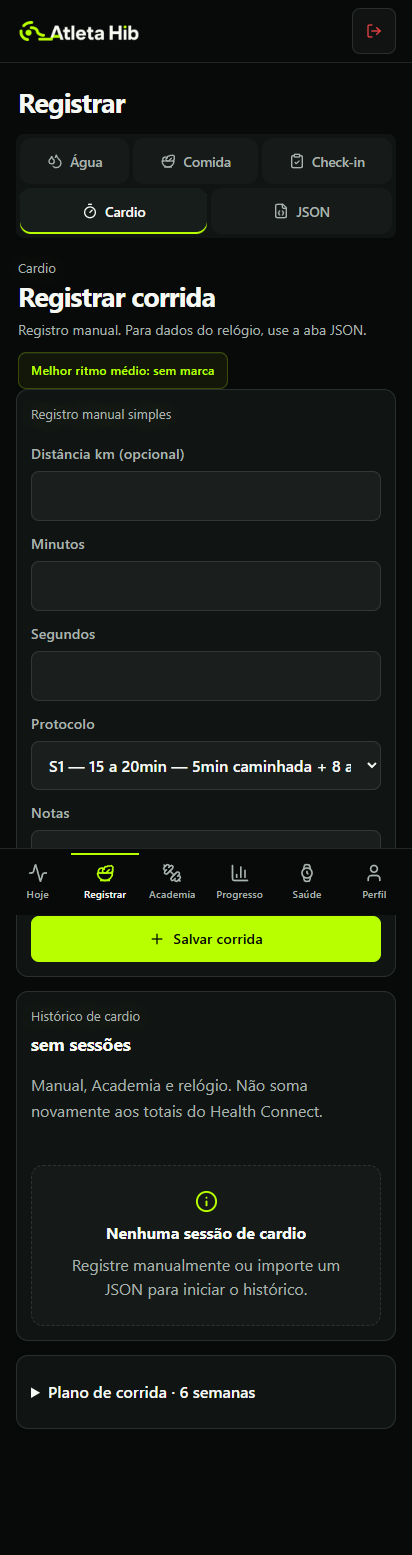 Atleta Hib
Registrar
Água
Comida
Check-in
Cardio
JSON
Cardio
Registrar corrida
Registro manual. Para dados do relógio, use a aba JSON.
Melhor ritmo médio: sem marca
Registro manual simples
Distância km (opcional)
Minutos
Segundos
Protocolo
S1 — 15 a 20min — 5min caminhada + 8 a
Notas
Hoje
Registrar
Academia
Progresso
Saúde
Perfil
+ Salvar corrida
Histórico de cardio
sem sessões
Manual, Academia e relógio. Não soma
novamente aos totais do Health Connect.
Nenhuma sessão de cardio
Registre manualmente ou importe um
JSON para iniciar o histórico.
Plano de corrida · 6 semanas